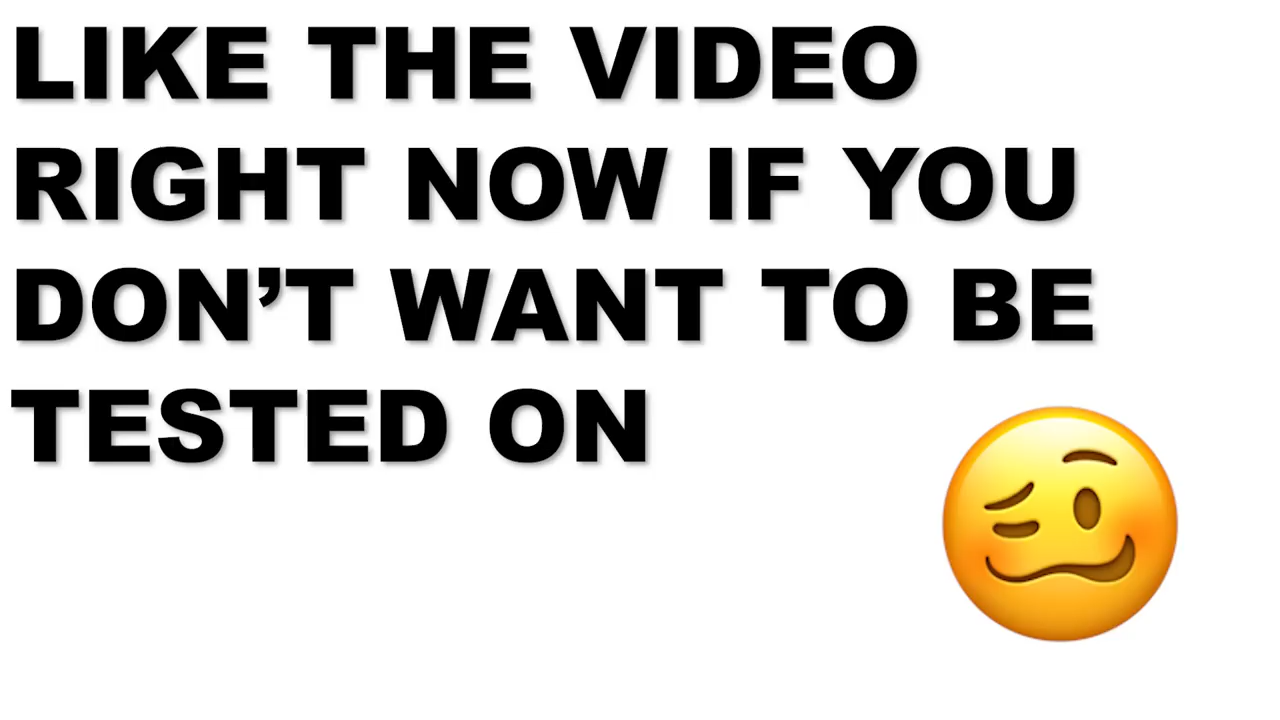 LIKE THE VIDEO
RIGHT NOW IF YOU
DON’T WANT TO BE
TESTED ON